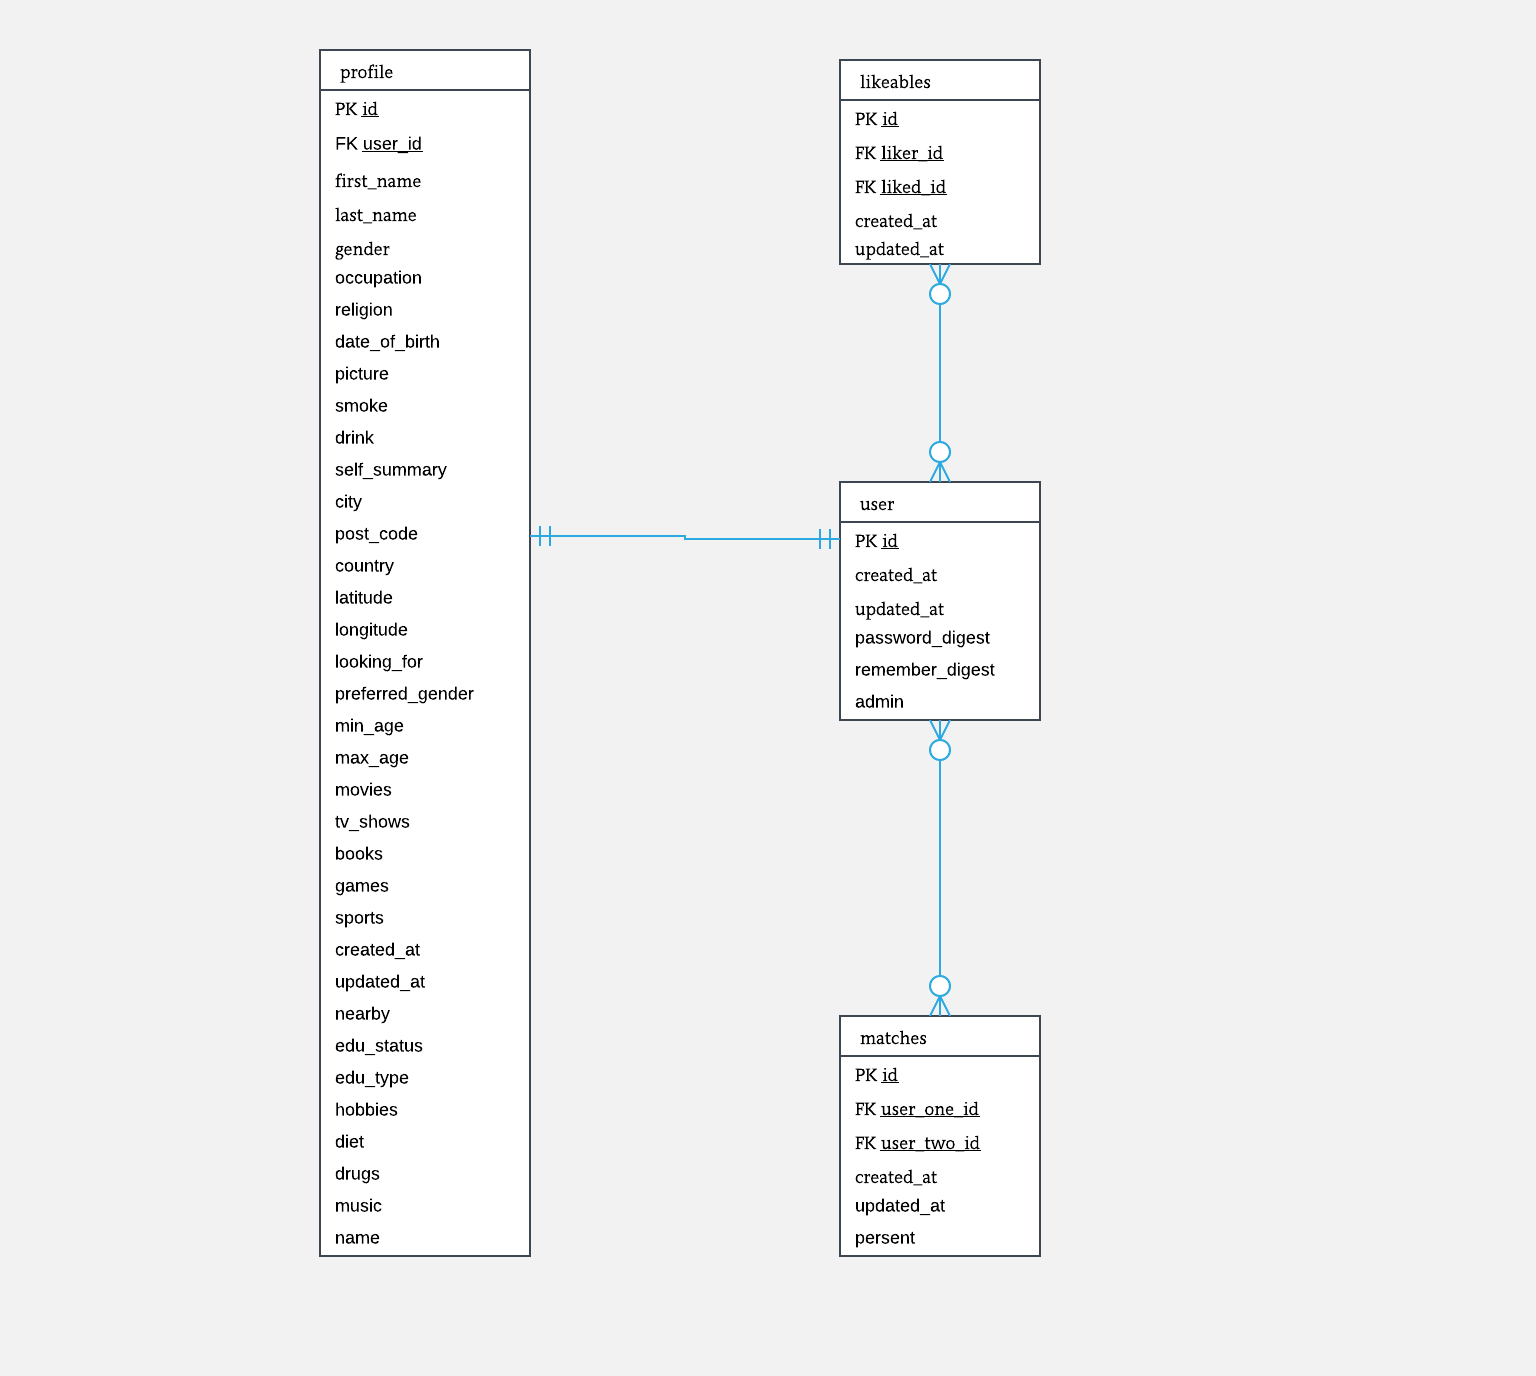 profile
PK id
FK user_id
first_name
last_name
gender
occupation
religion
date_of_birth
picture
smoke
drink
self_summary
city
post_code
country
latitude
longitude
looking_for
preferred_gender
min_age
max_age
movies
tv_shows
books
games
sports
created_at
updated_at
nearby
edu_status
edu_type
hobbies
diet
drugs
music
name
likeables
PK id
FK liker_id
FK liked_id
created_at
updated_at
user
PK id
created_at
updated_at
password_digest
remember_digest
admin
matches
PK id
FK user_one_id
FK user_two_id
created_at
updated_at
persent